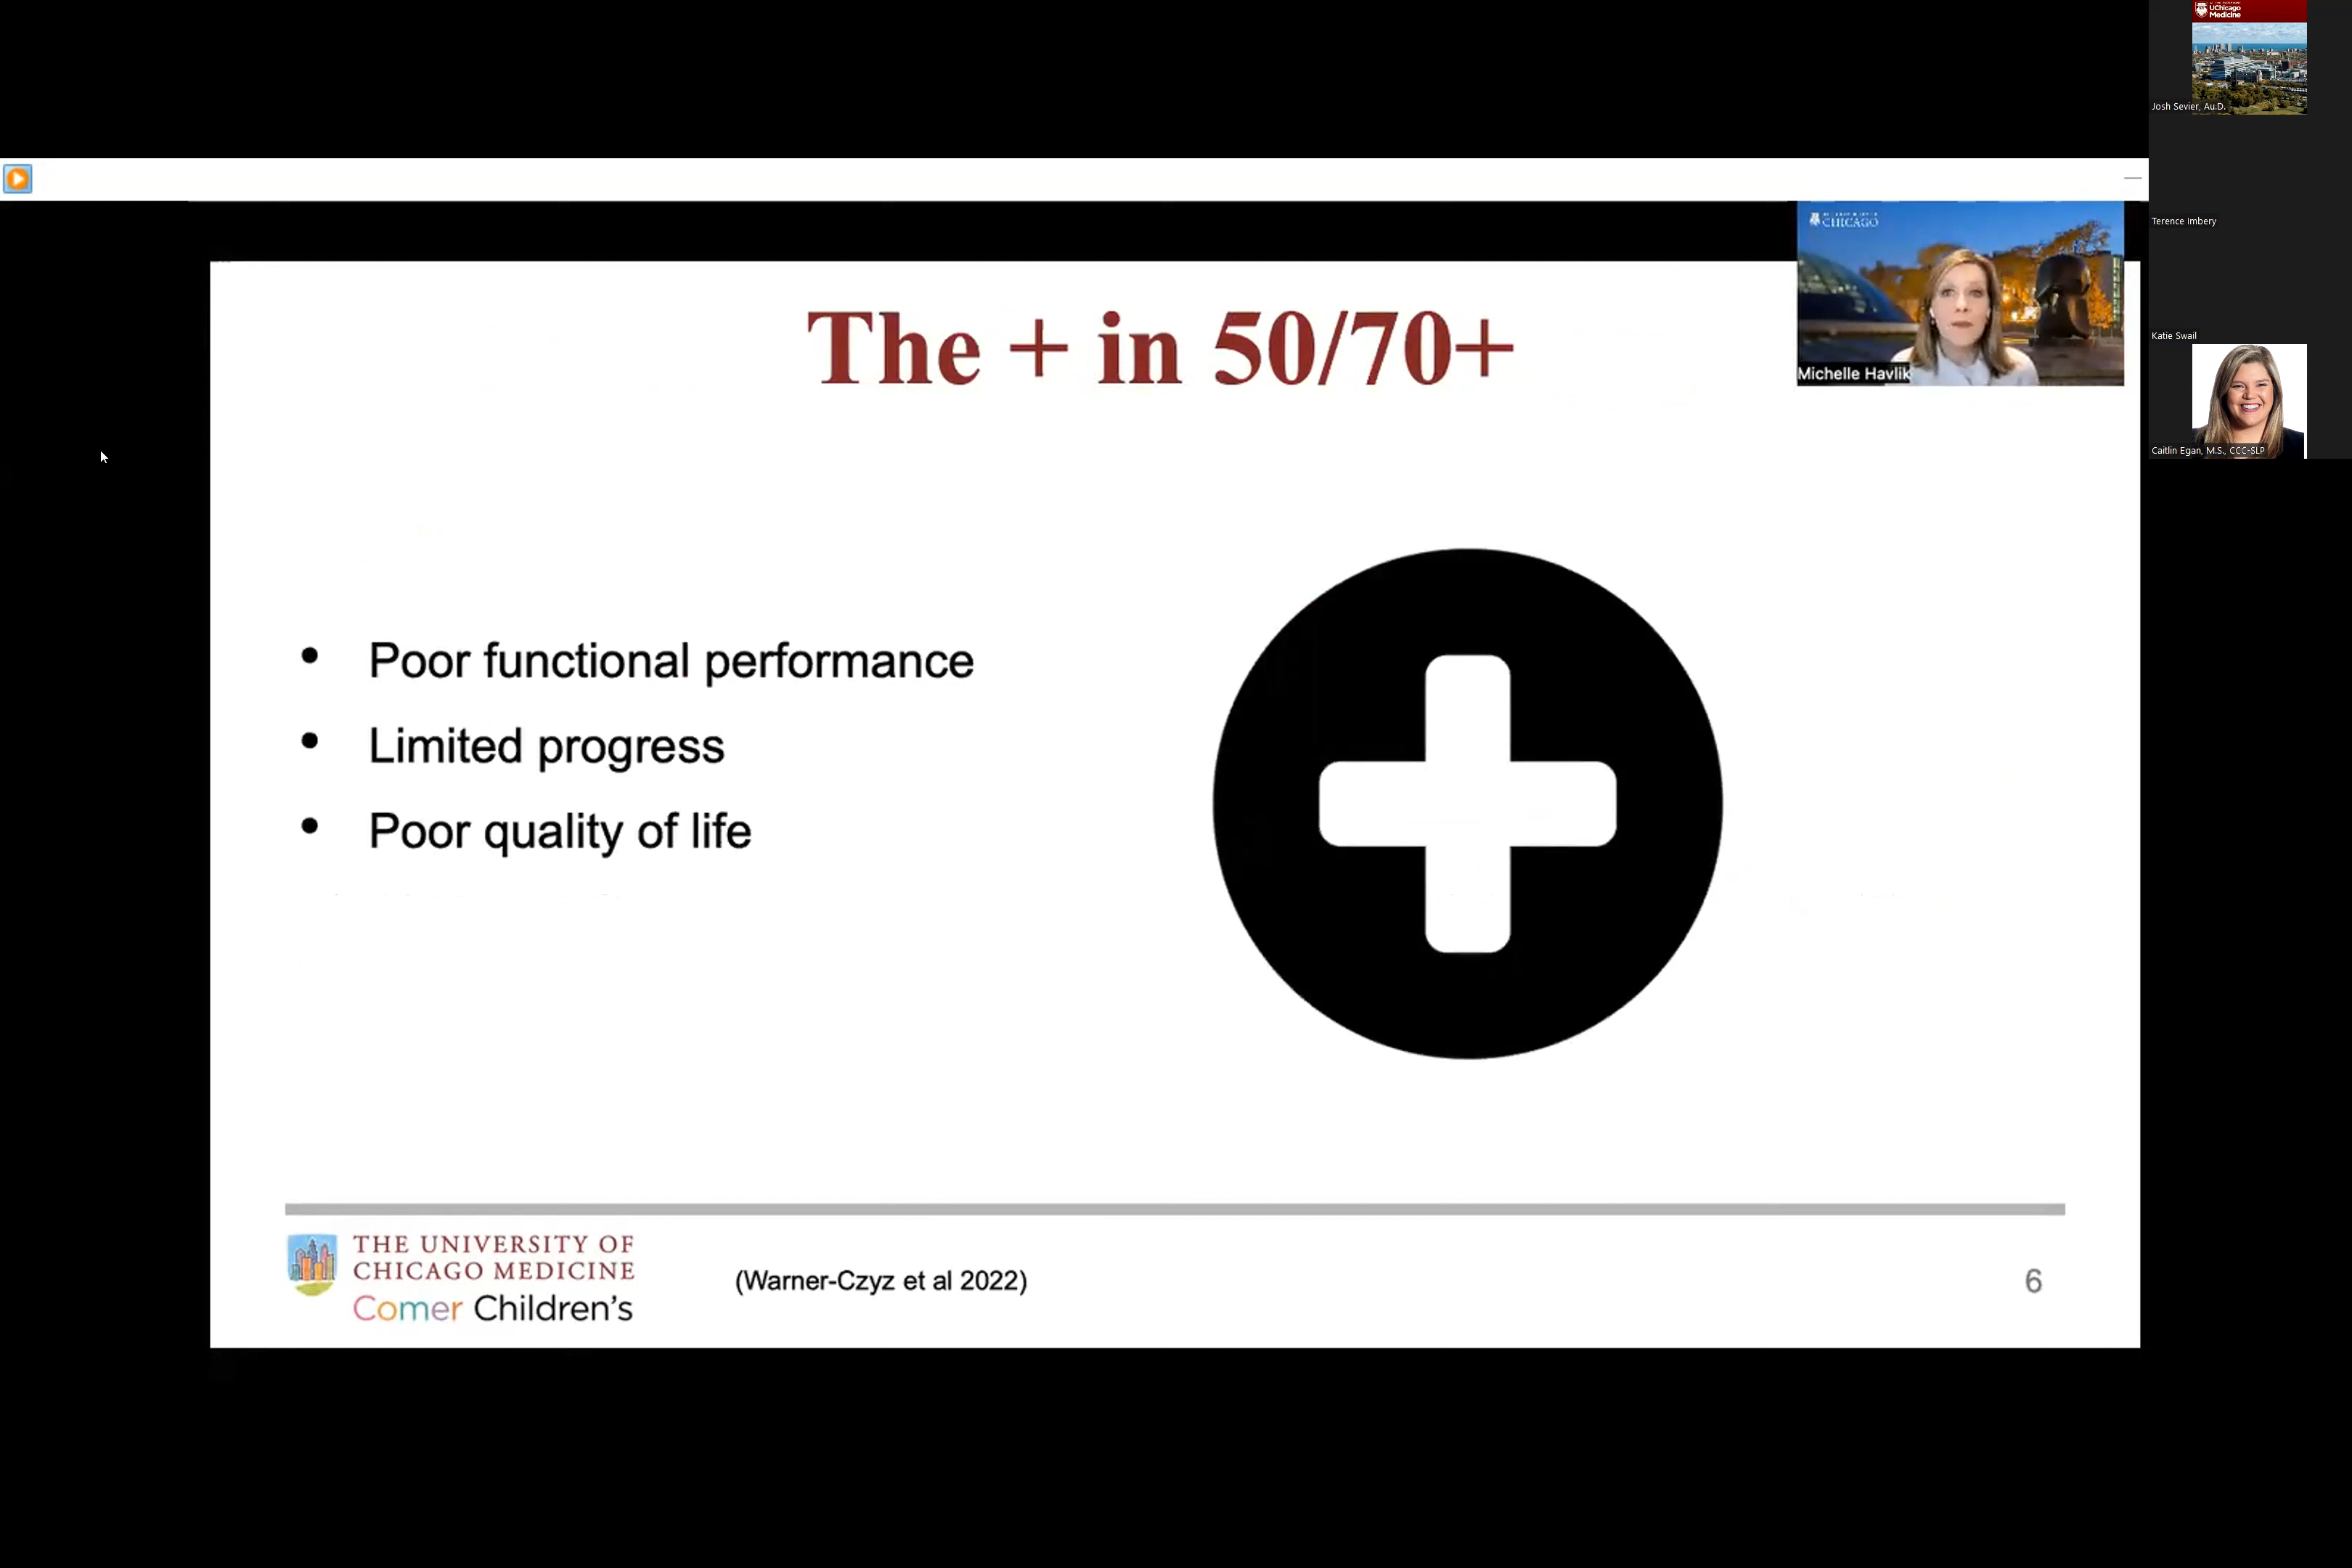 The + in 50/70+
• Poor functional performance
• Limited progress
• Poor quality of life
THE UNIVERSITY OF
CHICAGO MEDICINE
Comer Children's
(Warner-Czyz et al 2022)
6
CHICAGO
Michelle Havlik
UChicago
Medicine
Josh Sevier, Au.D.
Terence Imbery
Katie Swail
Caitlin Egan, M.S., CCC-SLP